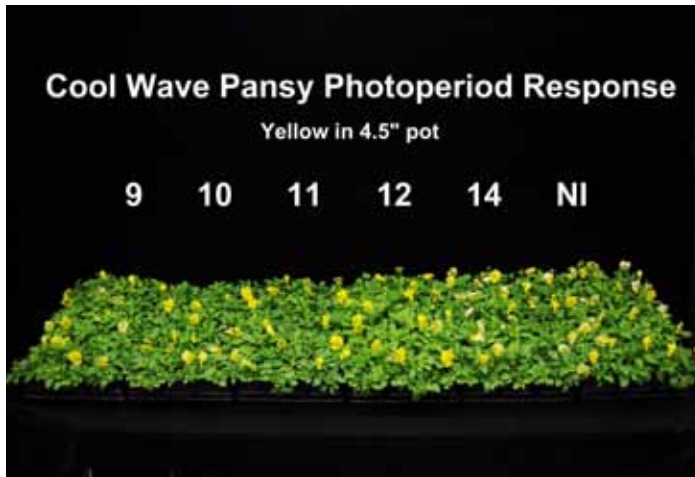 Cool Wave Pansy Photoperiod Response
Yellow in 4.5" pot
9 10 11 12 14 NI